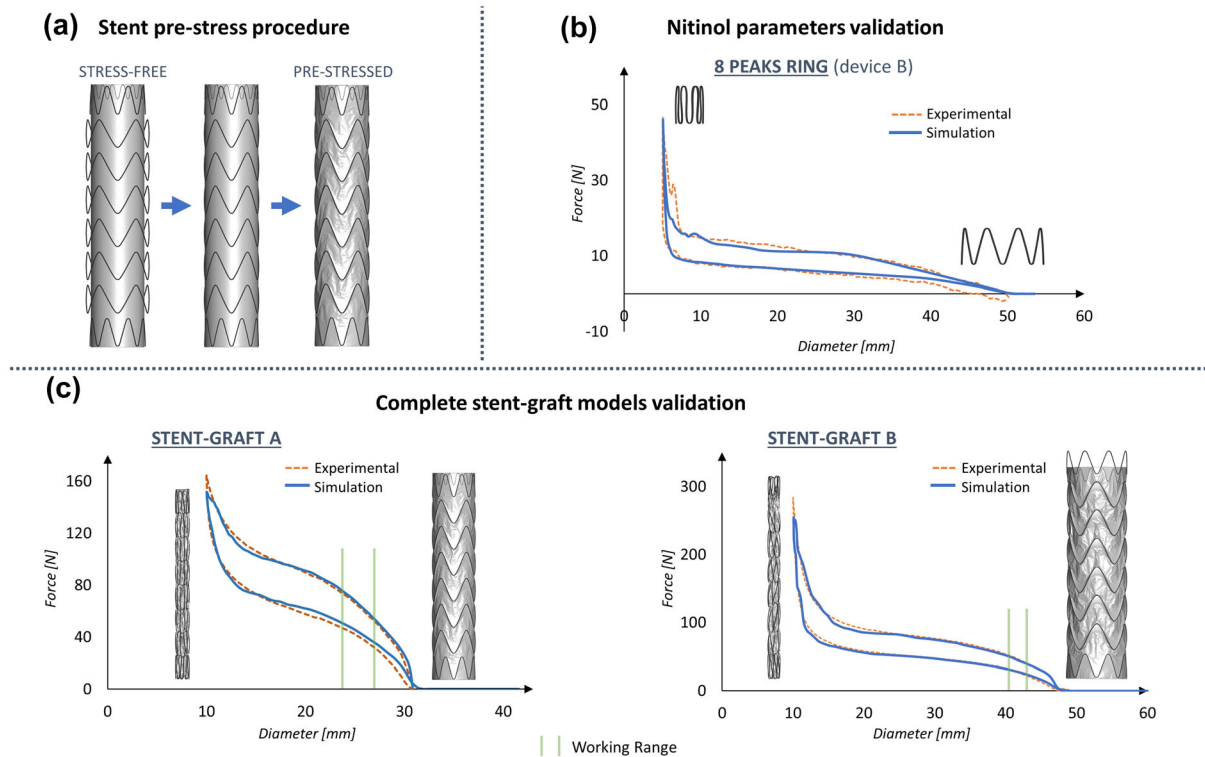 (a) Stent pre-stress procedure
STRESS-FREE
PRE-STRESSED
(b) Nitinol parameters validation
8 PEAKS RING (device B)
Experimental
Simulation
50
30
10
-10
Force [N]
0 10 20 30 40 50 60
Diameter [mm]
(c)
Complete stent-graft models validation
STENT-GRAFT A
Experimental
Simulation
160
120
80
40
0
Force [N]
0 10 20 30 40
Diameter [mm]
STENT-GRAFT B
Experimental
Simulation
300
200
100
0
Force [N]
0 10 20 30 40 50 60
Diameter [mm]
Working Range